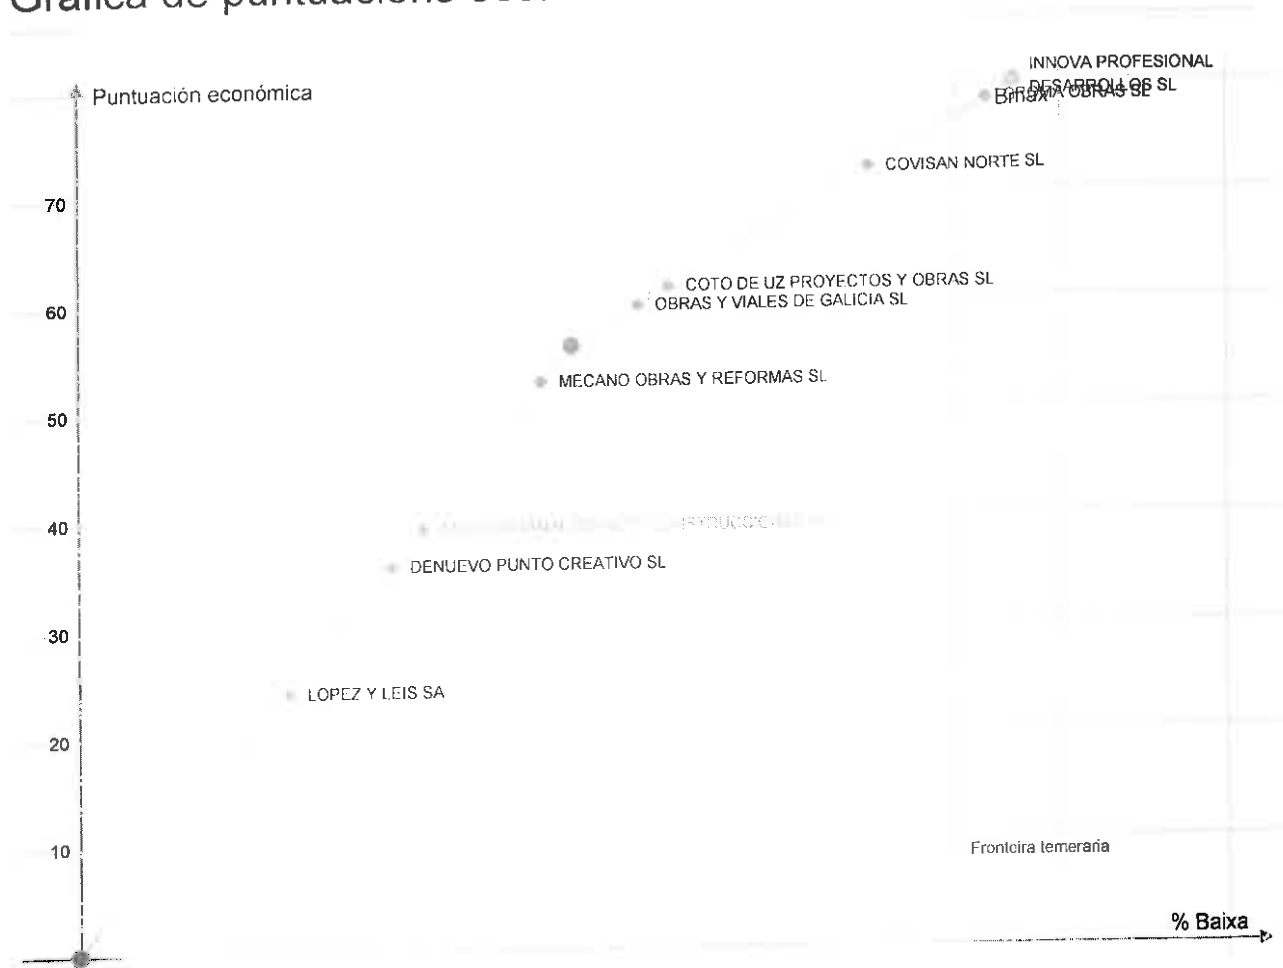 Gráfica de puntuacións
INNOVA PROFESIONAL
DESARROLLOS SL
Bmax
OBRAS SL
Puntuación económica
COVISAN NORTE SL
70
COTO DE UZ PROYECTOS Y OBRAS SL
OBRAS Y VIALES DE GALICIA SL
60
MECANO OBRAS Y REFORMAS SL
50
40
DENUEVO PUNTO CREATIVO SL
30
LOPEZ Y LEIS SA
20
10
Fronteira temeraria
% Baixa